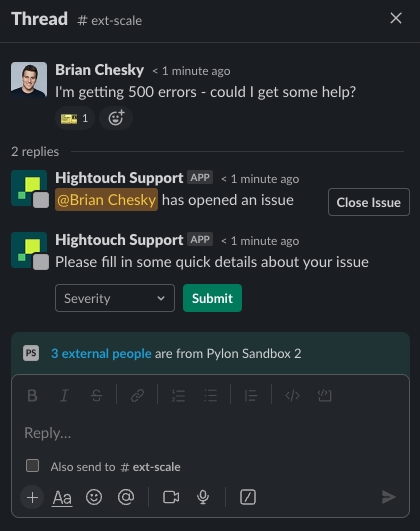 Thread # ext-scale
Brian Chesky < 1 minute ago
I'm getting 500 errors - could I get some help?
1
2 replies
Hightouch Support APP < 1 minute ago
@Brian Chesky has opened an issue
Close Issue
Hightouch Support APP < 1 minute ago
Please fill in some quick details about your issue
Severity Submit
PS 3 external people are from Pylon Sandbox 2
B I S
Reply...
Also send to # ext-scale
Aa @